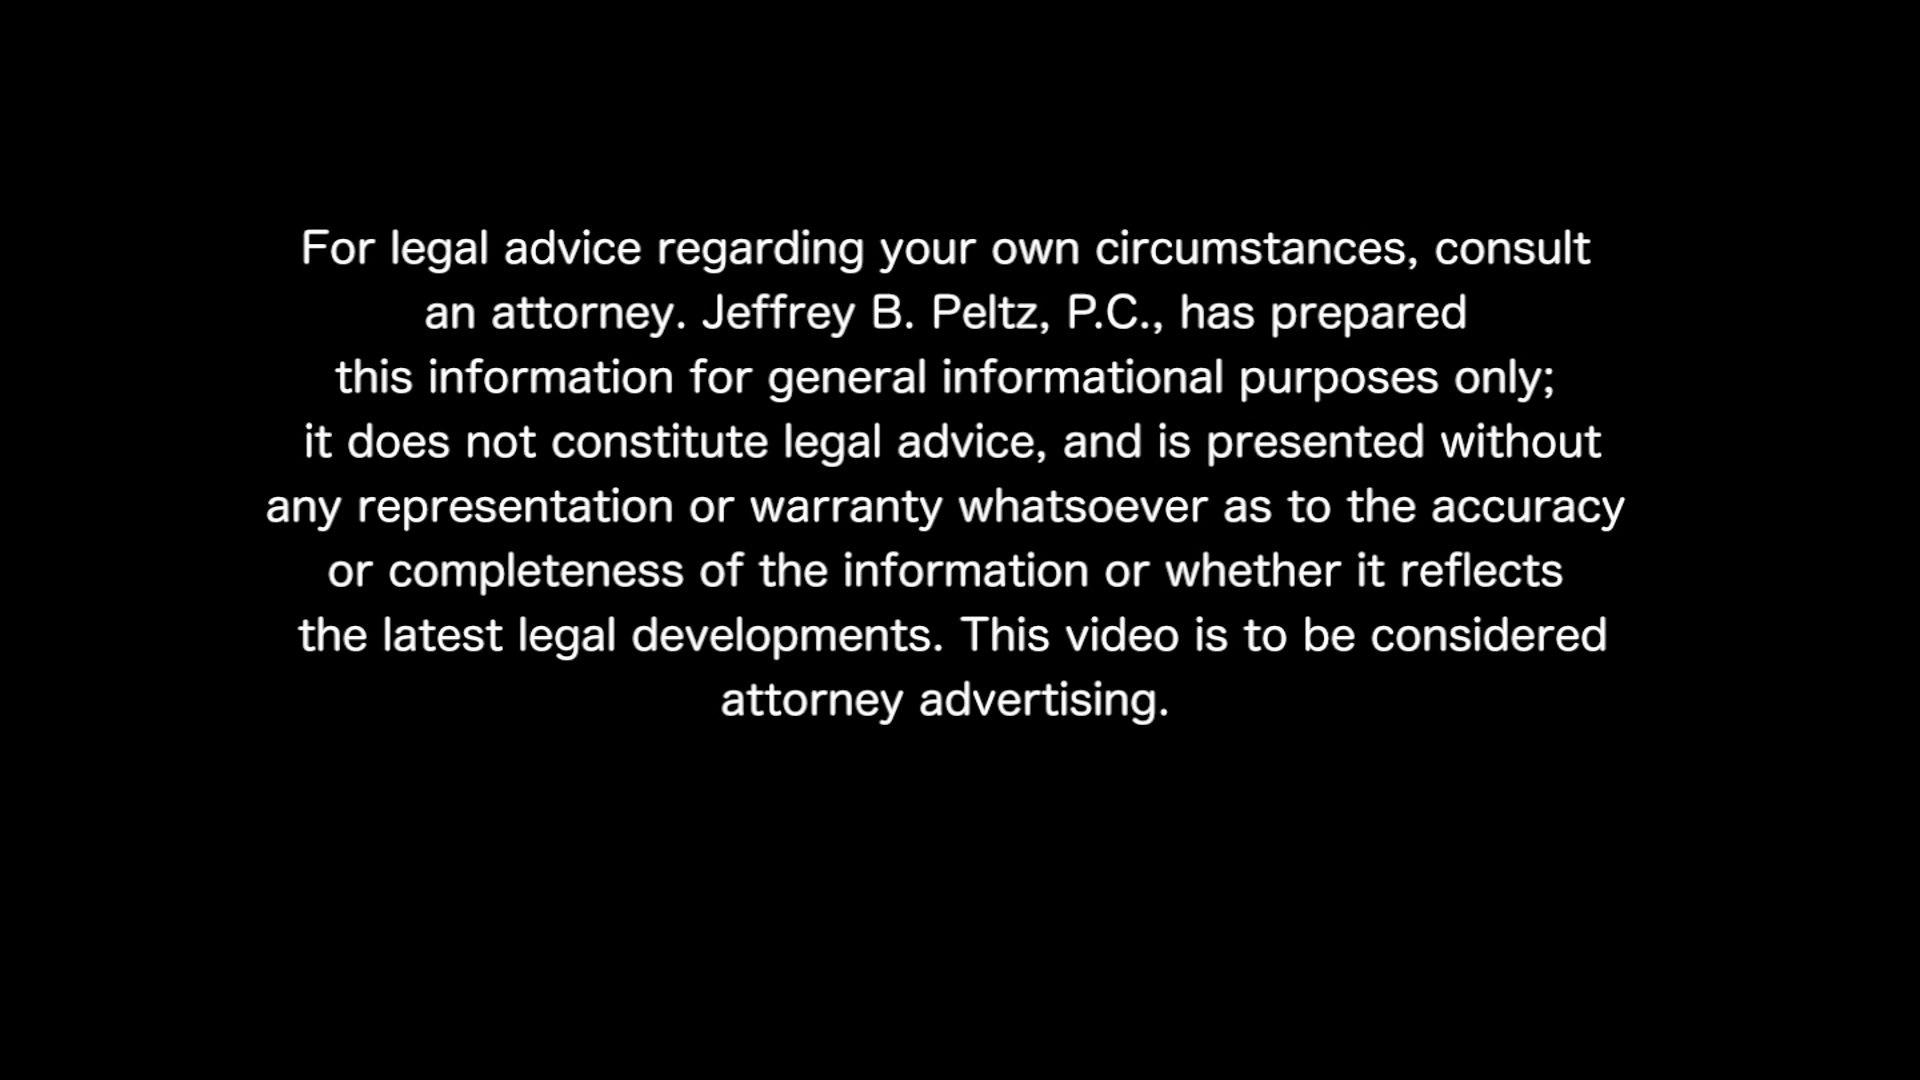 For legal advice regarding your own circumstances, consult
an attorney. Jeffrey B. Peltz, P.C., has prepared
this information for general informational purposes only;
it does not constitute legal advice, and is presented without
any representation or warranty whatsoever as to the accuracy
or completeness of the information or whether it reflects
the latest legal developments. This video is to be considered
attorney advertising.